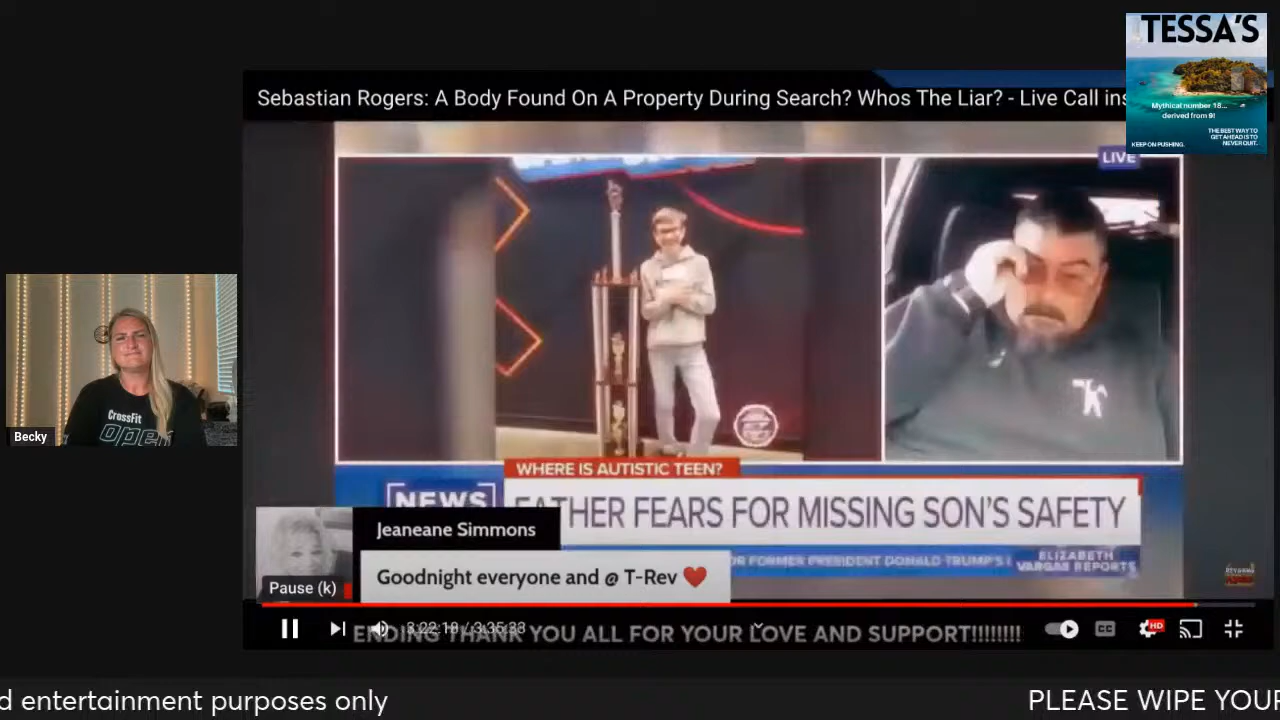 TESSA'S
Mythical number 18...
derived from 9!
THE BEST WAY TO
GET AHEAD IS TO
NEVER QUIT.
KEEP ON PUSHING.
Sebastian Rogers: A Body Found On A Property During Search? Whos The Liar? - Live Call ins
LIVE
CrossFit
open
Becky
WHERE IS AUTISTIC TEEN?
NEWS
FATHER FEARS FOR MISSING SON'S SAFETY
OR FORMER PRESIDENT DONALD TRUMP'S
ELIZABETH
VARGAS REPORTS
Jeaneane Simmons
Goodnight everyone and @ T-Rev ❤️
Pause (k)
3:22:18 / 3:35:33
ENDING THANK YOU ALL FOR YOUR LOVE AND SUPPORT!!!!!!!!
CC
HD
d entertainment purposes only
PLEASE WIPE YOUR